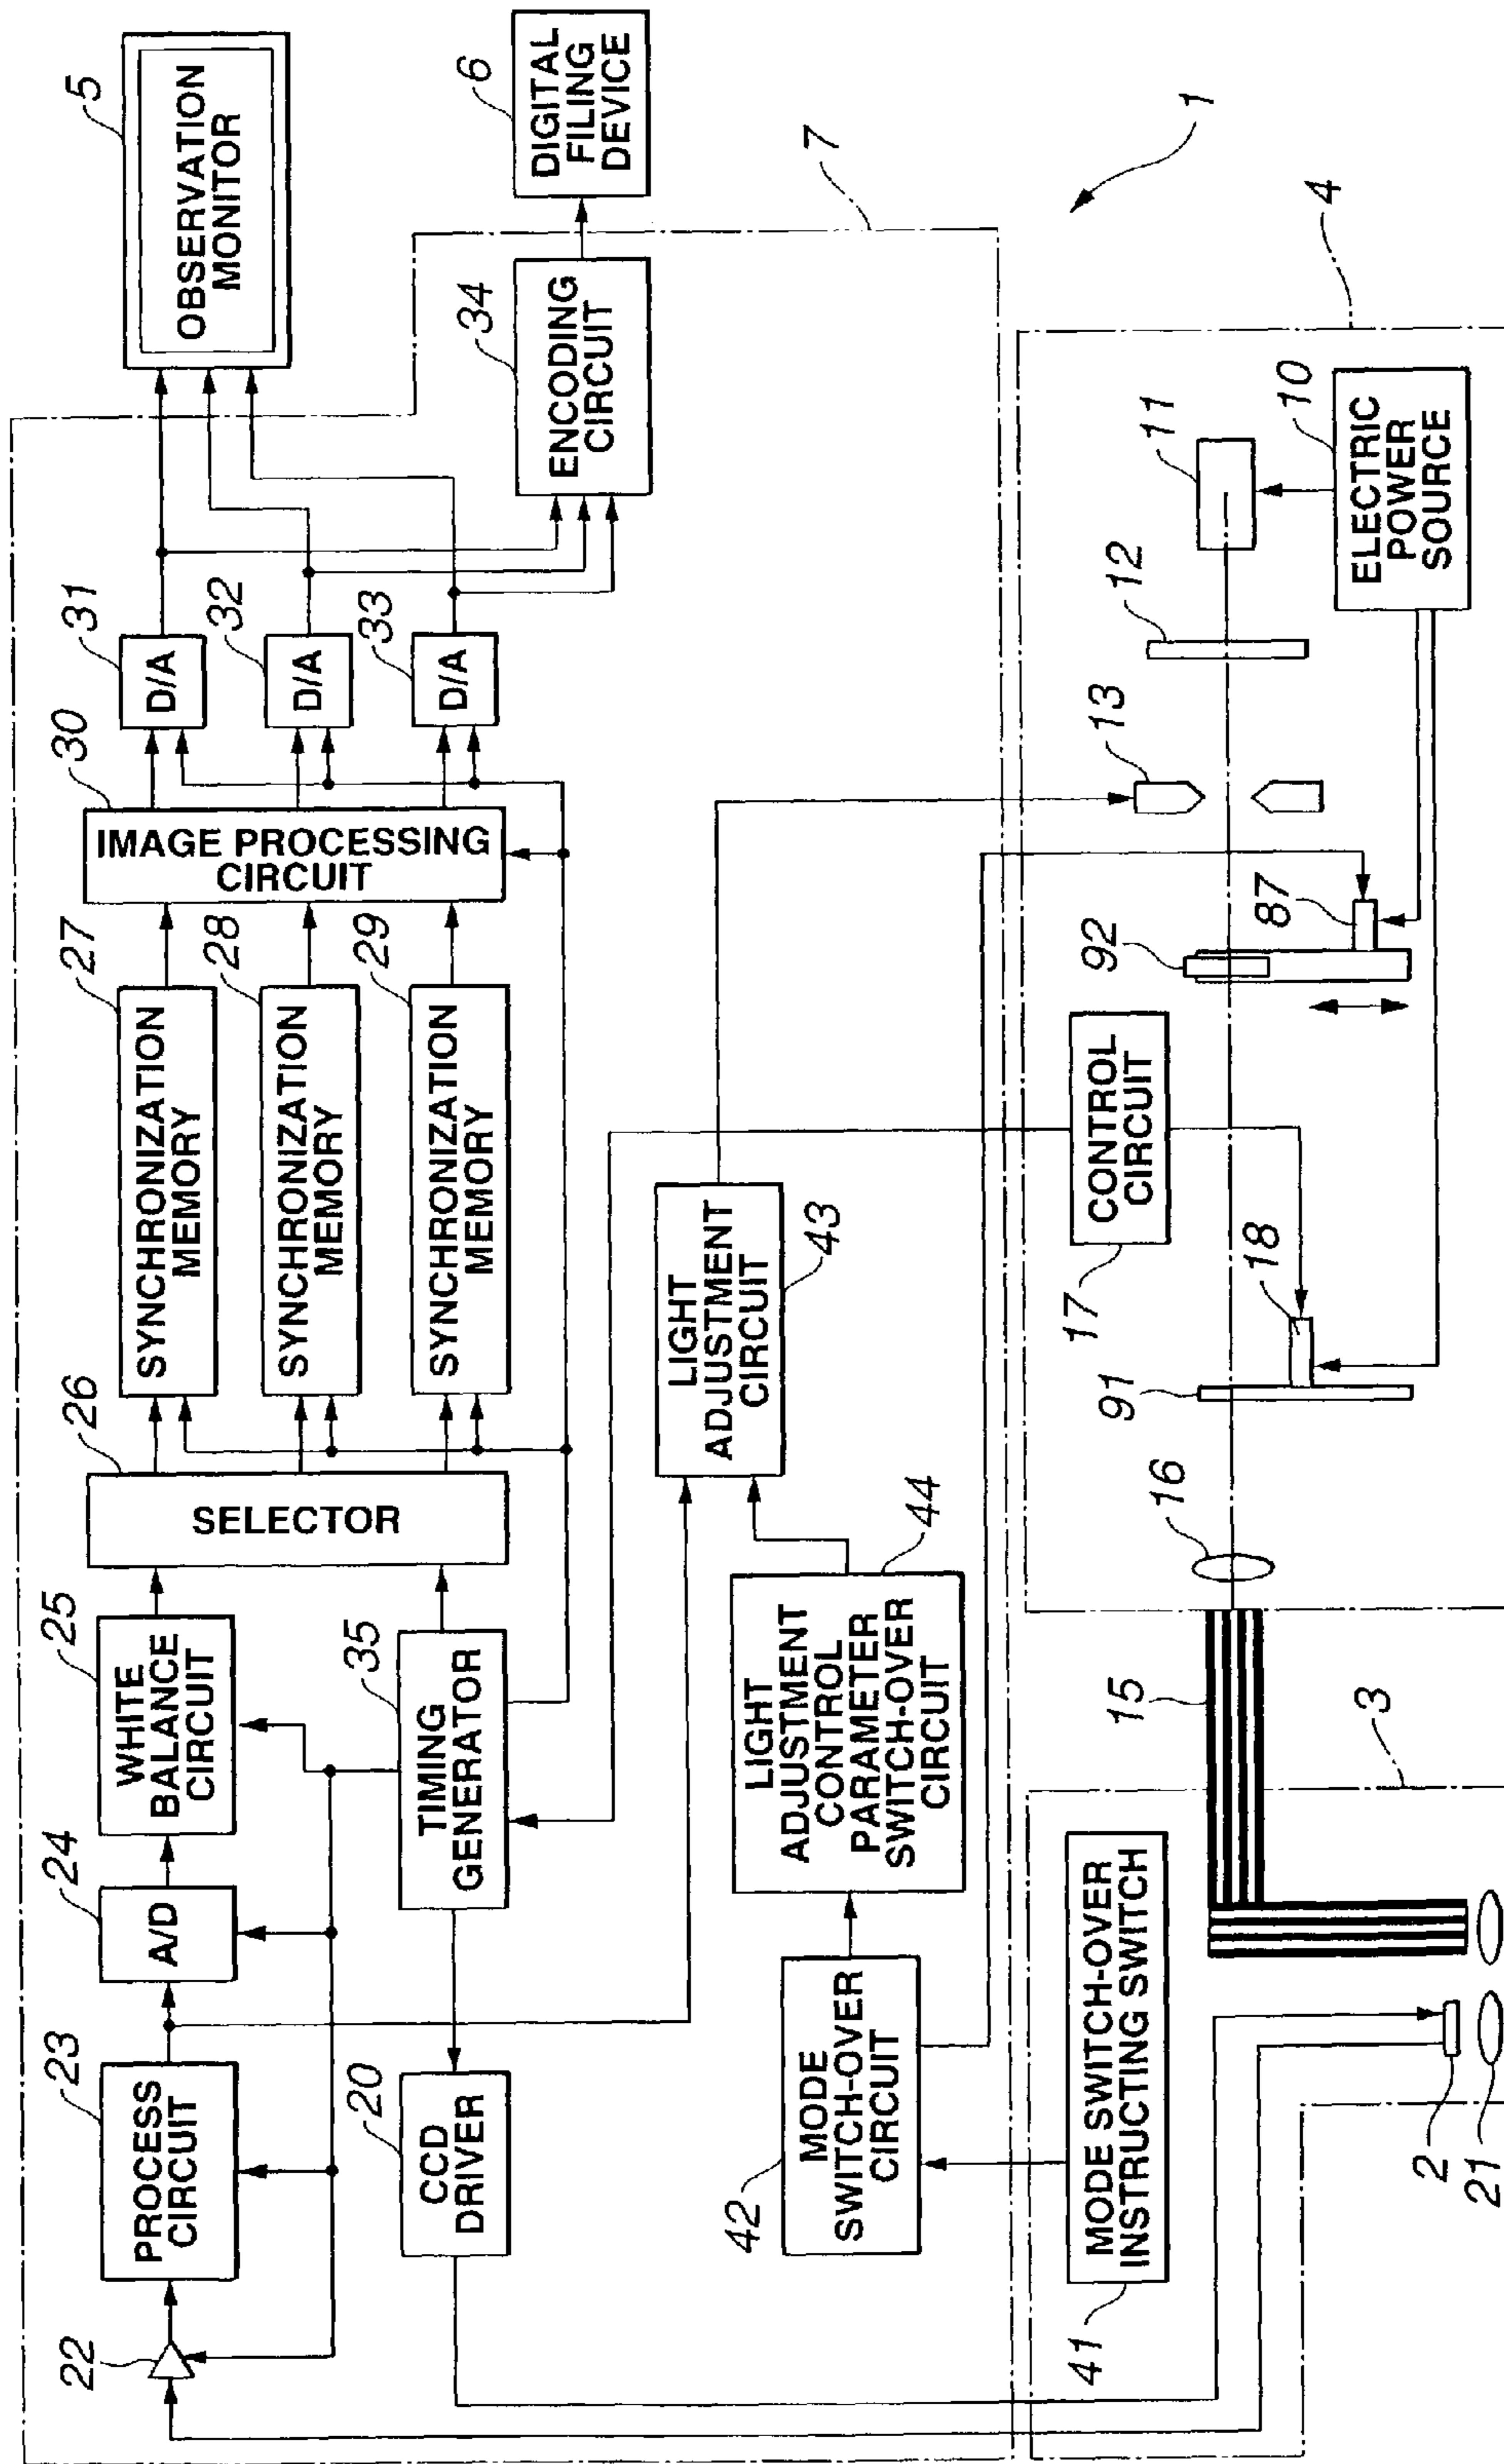 5
OBSERVATION
MONITOR
6
DIGITAL
FILING
DEVICE
7
1
34
ENCODING
CIRCUIT
4
31
D/A
32
D/A
33
D/A
30
IMAGE PROCESSING
CIRCUIT
27
SYNCHRONIZATION
MEMORY
28
SYNCHRONIZATION
MEMORY
29
SYNCHRONIZATION
MEMORY
26
SELECTOR
25
WHITE
BALANCE
CIRCUIT
24
A/D
23
PROCESS
CIRCUIT
22
35
TIMING
GENERATOR
20
CCD
DRIVER
LIGHT
ADJUSTMENT
CIRCUIT
43
44
LIGHT
ADJUSTMENT
CONTROL
PARAMETER
SWITCH-OVER
CIRCUIT
42
MODE
SWITCH-OVER
CIRCUIT
41
MODE SWITCH-OVER
INSTRUCTING SWITCH
11
10
ELECTRIC
POWER
SOURCE
12
13
87
92
CONTROL
CIRCUIT
17
18
91
16
15
3
2
21